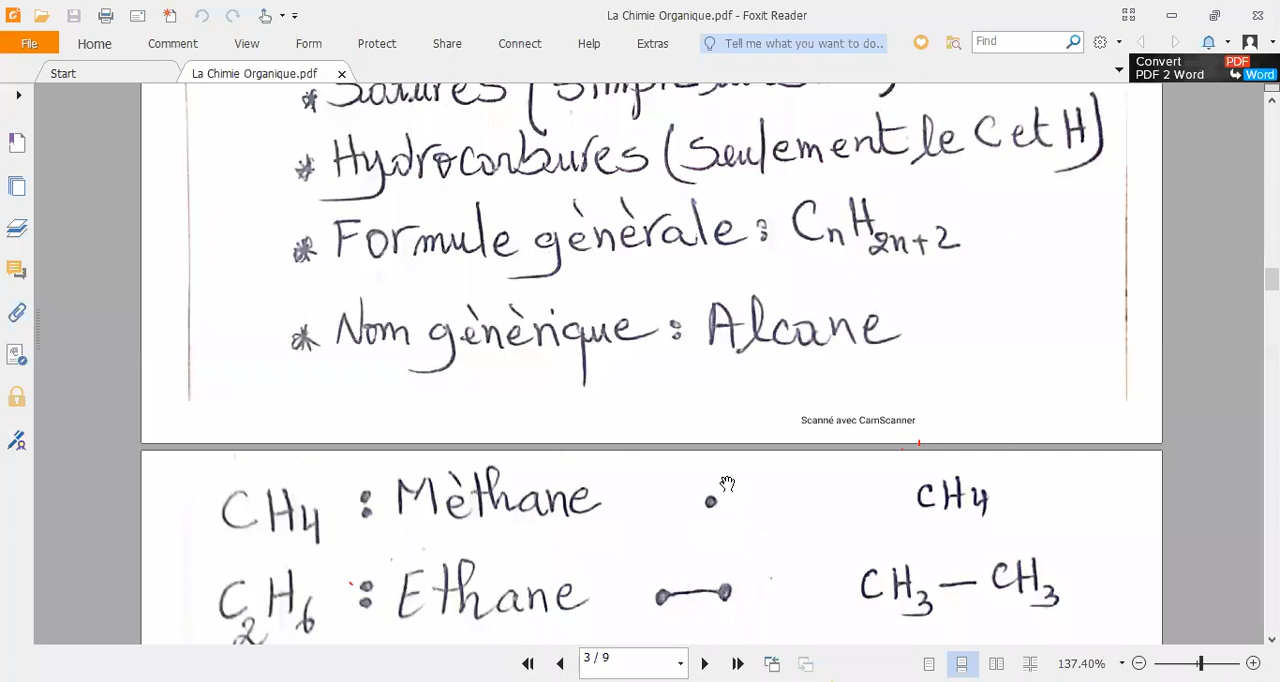 La Chimie Organique.pdf - Foxit Reader
File Home Comment View Form Protect Share Connect Help Extras Tell me what you want to do.. Find
Start La Chimie Organique.pdf
Convert PDF
PDF 2 Word Word
* Hydrocarbures (Seulement le C et H)
* Formule gènèrale : CnH2n+2
* Nom gènèrique : Alcane
Scanné avec CamScanner
CH4 : Mèthane CH4
C2H6 : Ethane CH3 — CH3
3 / 9 137.40%